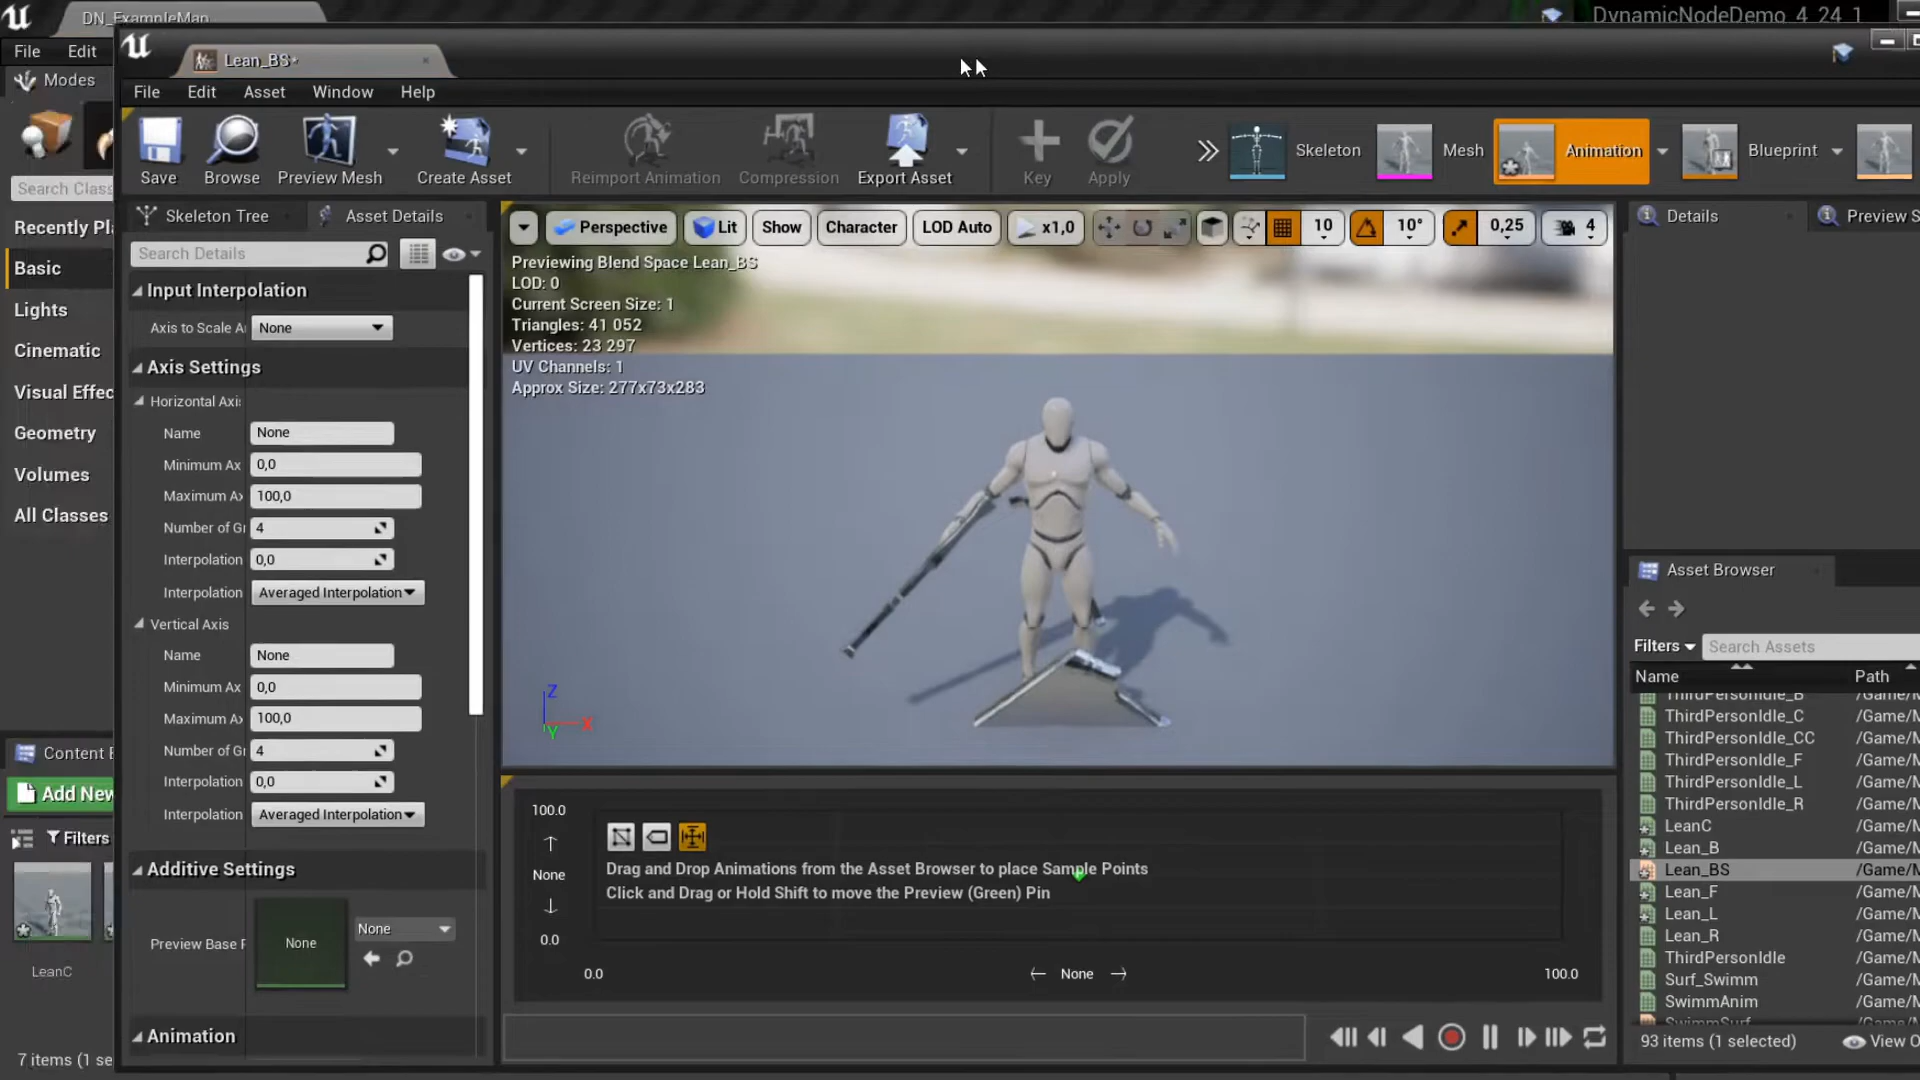 DN_ExampleMap
DynamicNodeDemo_4_24_1
File Edit
Lean_BS*
Modes
File Edit Asset Window Help
Search Clas
Save
Browse
Preview Mesh
Create Asset
Reimport Animation
Compression
Export Asset
Key
Apply
Skeleton
Mesh
Animation
Blueprint
Recently Pl
Basic
Lights
Cinematic
Visual Effec
Geometry
Volumes
All Classes
Content B
Add New
Filters
LeanC
7 items (1 se
Skeleton Tree
Asset Details
Search Details
Input Interpolation
Axis to Scale A None
Axis Settings
Horizontal Axi
Name None
Minimum Ax 0,0
Maximum Ax 100,0
Number of Gr 4
Interpolation 0,0
Interpolation Averaged Interpolation
Vertical Axis
Name None
Minimum Ax 0,0
Maximum Ax 100,0
Number of Gr 4
Interpolation 0,0
Interpolation Averaged Interpolation
Additive Settings
Preview Base P None None
Animation
Perspective Lit Show Character LOD Auto x1,0 10 10° 0,25 4
Previewing Blend Space Lean_BS
LOD: 0
Current Screen Size: 1
Triangles: 41 052
Vertices: 23 297
UV Channels: 1
Approx Size: 277x73x283
Z
X
Y
100.0
None
0.0
Drag and Drop Animations from the Asset Browser to place Sample Points
Click and Drag or Hold Shift to move the Preview (Green) Pin
0.0 None 100.0
Details
Preview S
Asset Browser
Filters Search Assets
Name Path
ThirdPersonIdle_B /Game/M
ThirdPersonIdle_C /Game/M
ThirdPersonIdle_CC /Game/M
ThirdPersonIdle_F /Game/M
ThirdPersonIdle_L /Game/M
ThirdPersonIdle_R /Game/M
LeanC /Game/M
Lean_B /Game/M
Lean_BS /Game/M
Lean_F /Game/M
Lean_L /Game/M
Lean_R /Game/M
ThirdPersonIdle /Game/M
Surf_Swimm /Game/M
SwimmAnim /Game/M
SwimmSurf /Game/M
93 items (1 selected) View O